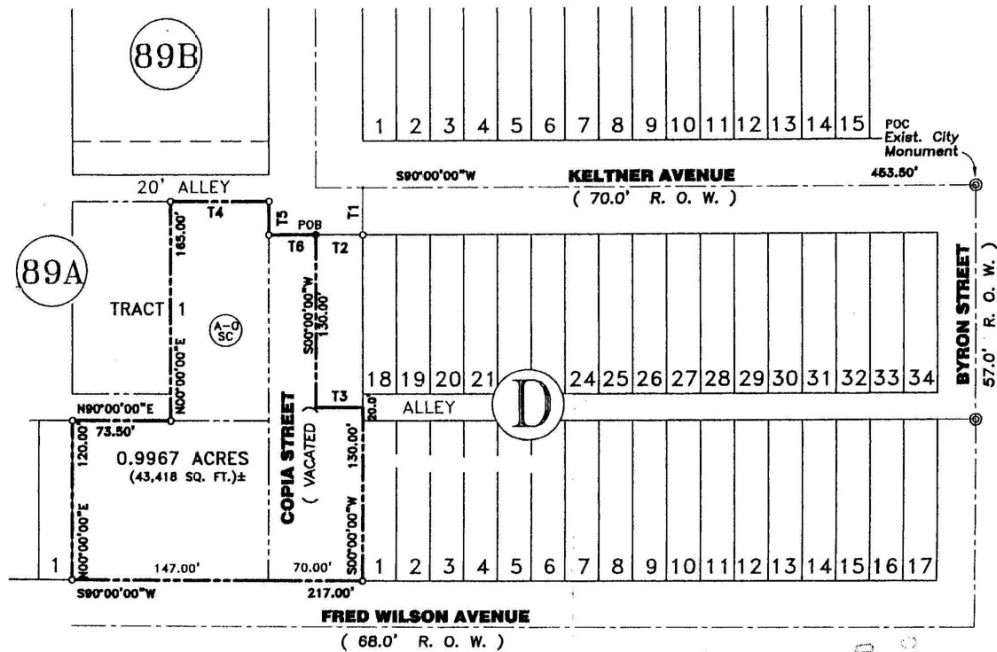 89B
1 2 3 4 5 6 7 8 9 10 11 12 13 14 15
POC
Exist. City
Monument
S90°00'00"W
KELTNER AVENUE
453.50'
( 70.0' R. O. W. )
20' ALLEY
T4
T5
T1
POB
T6
T2
89A
165.00'
N00°00'00"E
TRACT 1
A-O
SC
S00°00'00"W
130.00'
BYRON STREET
57.0' R. O. W.
18 19 20 21 D 24 25 26 27 28 29 30 31 32 33 34
T3
20.0'
ALLEY
N90°00'00"E
73.50'
120.00'
N00°00'00"E
0.9967 ACRES
(43,418 SQ. FT.)±
COPIA STREET
( VACATED )
130.00'
S00°00'00"W
1
147.00'
70.00'
1 2 3 4 5 6 7 8 9 10 11 12 13 14 15 16 17
S90°00'00"W
217.00'
FRED WILSON AVENUE
( 68.0' R. O. W. )